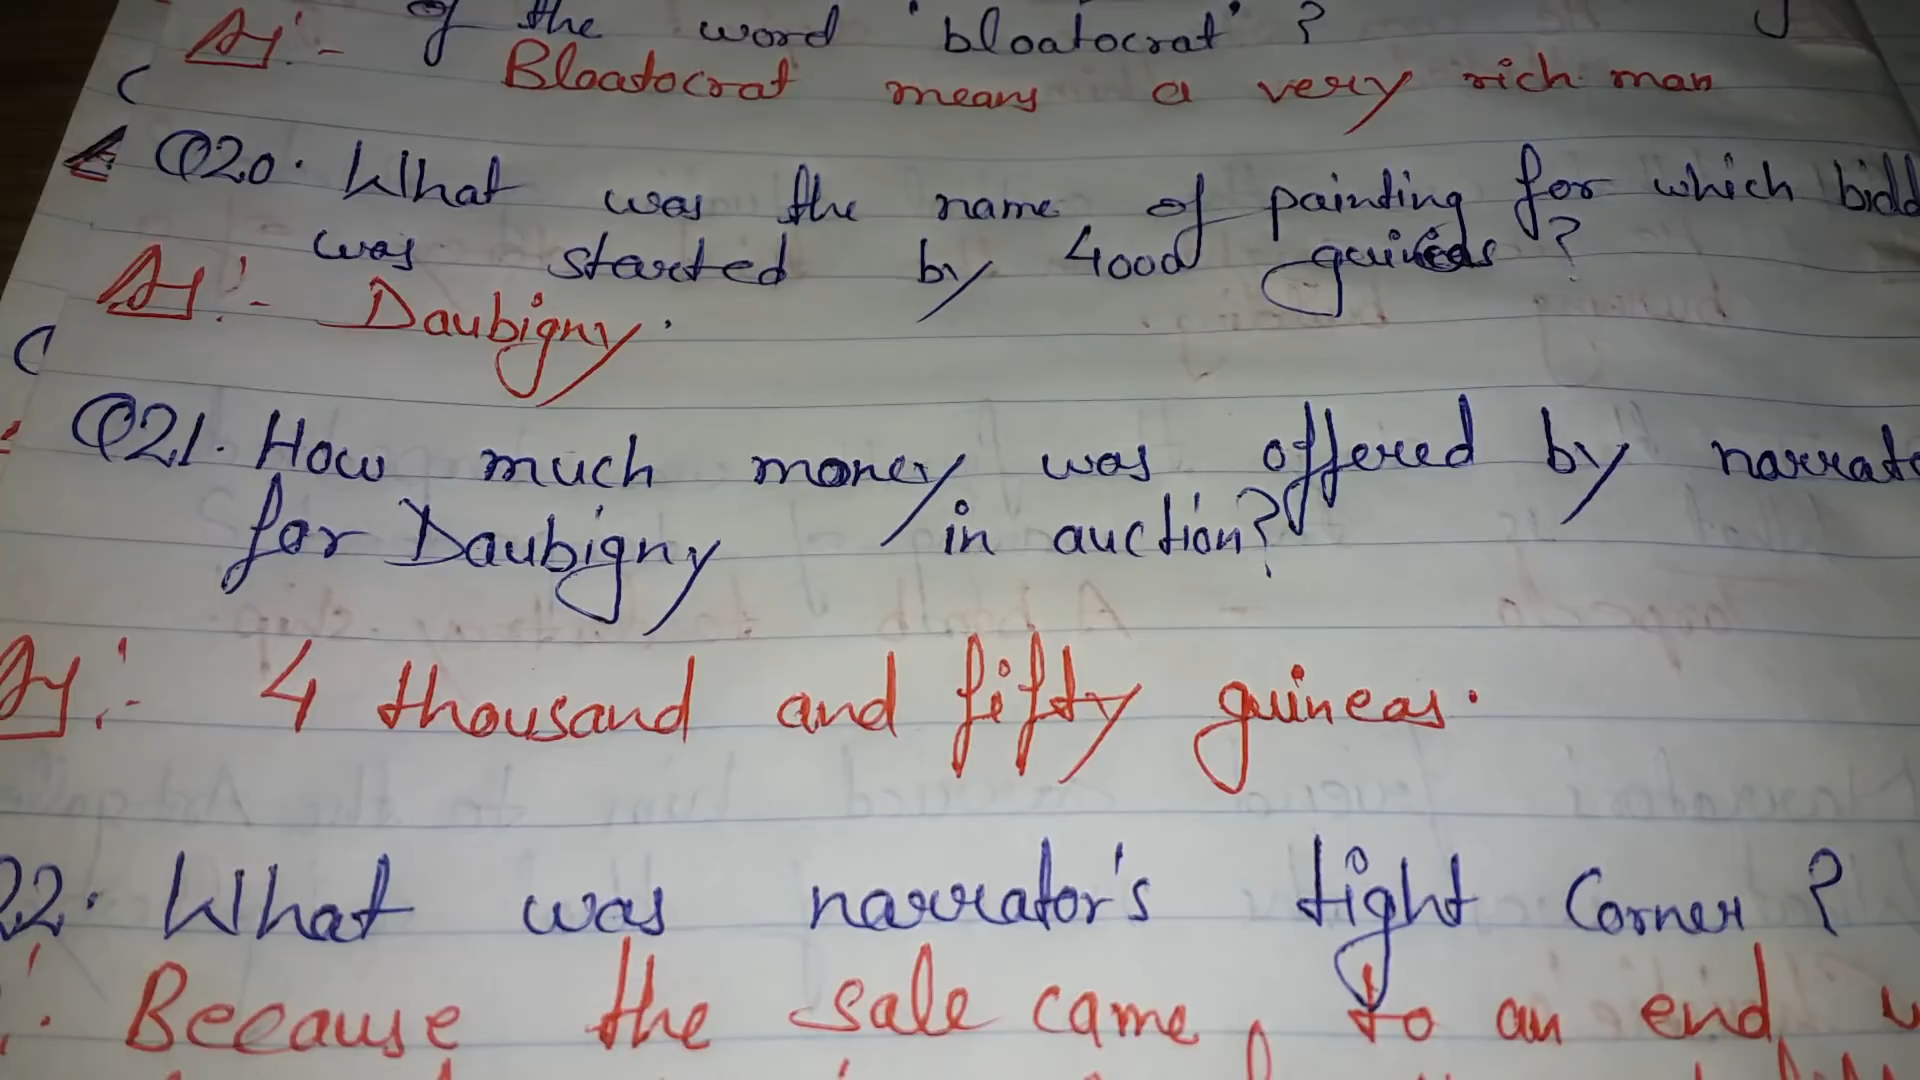 of the word 'bloatocrat' ?
Bloatocrat means a very rich man
Q20. What was the name of painting for which bidd
was started by 4000 guineas ?
Daubigny.
Q21. How much money was offered by narrat
for Daubigny in auction?
4 thousand and fifty guineas.
22. What was narrator's tight corner ?
Because the sale came to an end,